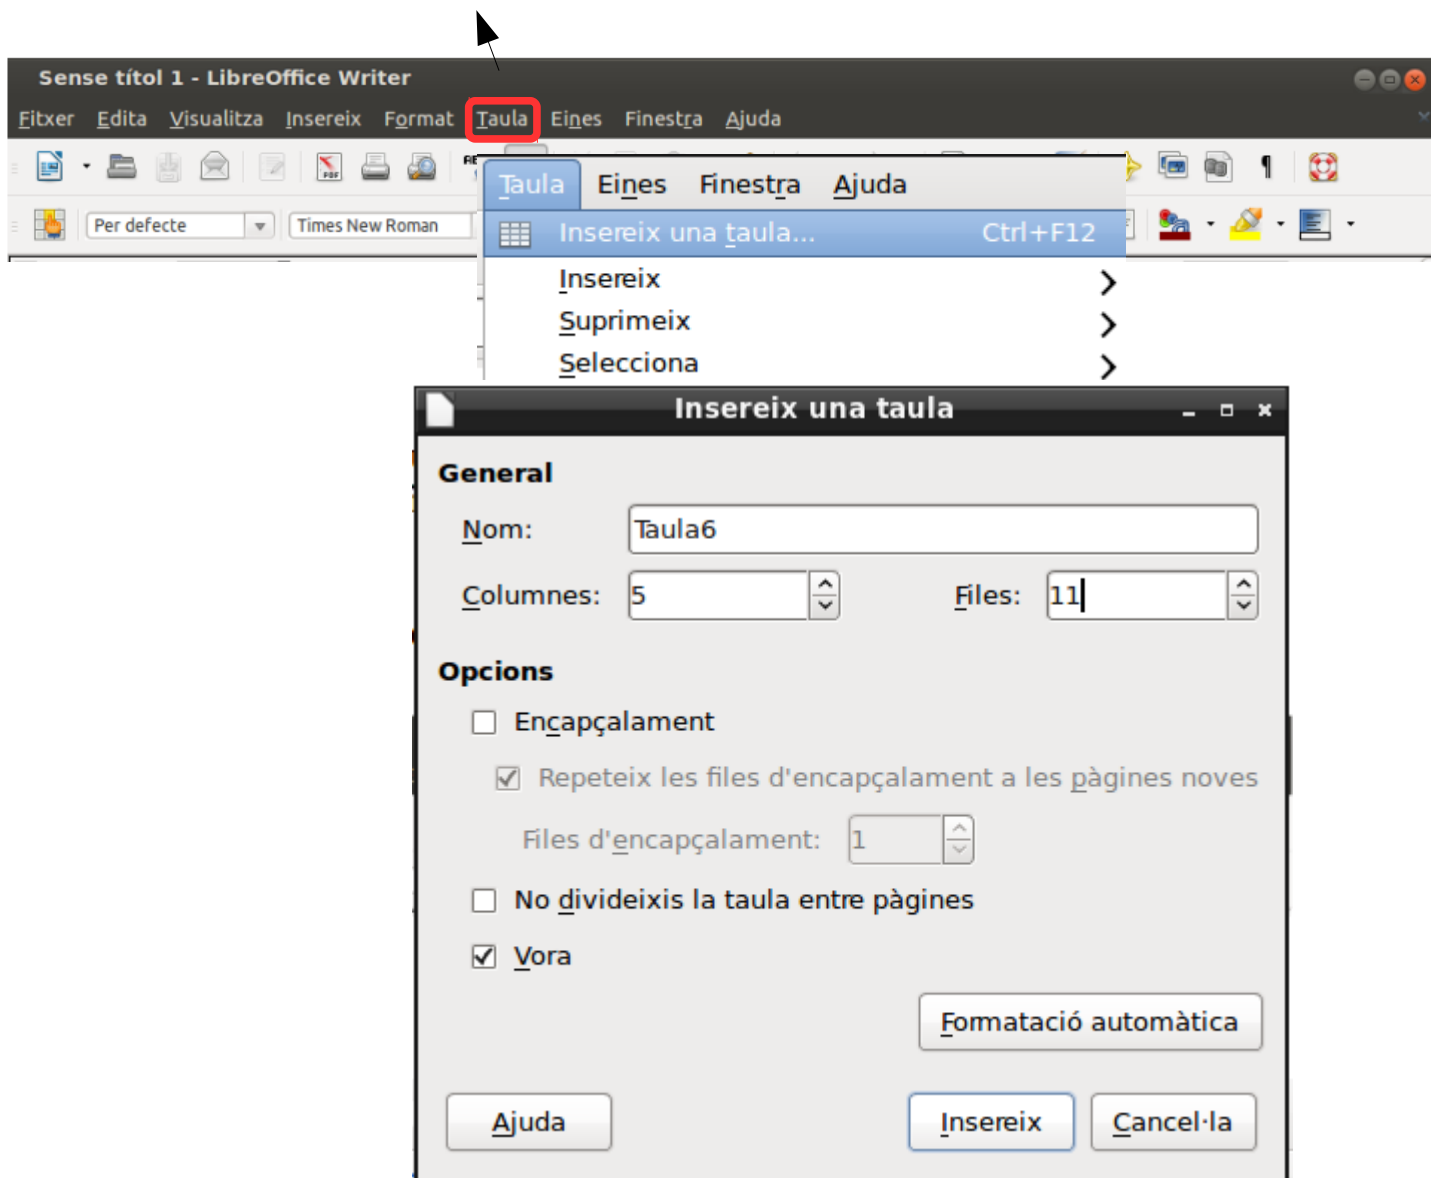 Sense títol 1 - LibreOffice Writer
Fitxer Edita Visualitza Insereix Format Taula Eines Finestra Ajuda
PDF
Per defecte Times New Roman
Taula Eines Finestra Ajuda
Insereix una taula... Ctrl+F12
Insereix
Suprimeix
Selecciona
Insereix una taula
General
Nom: Taula6
Columnes: 5 Files: 11
Opcions
Encapçalament
Repeteix les files d'encapçalament a les pàgines noves
Files d'encapçalament: 1
No divideixis la taula entre pàgines
Vora
Formatació automàtica
Ajuda Insereix Cancel·la